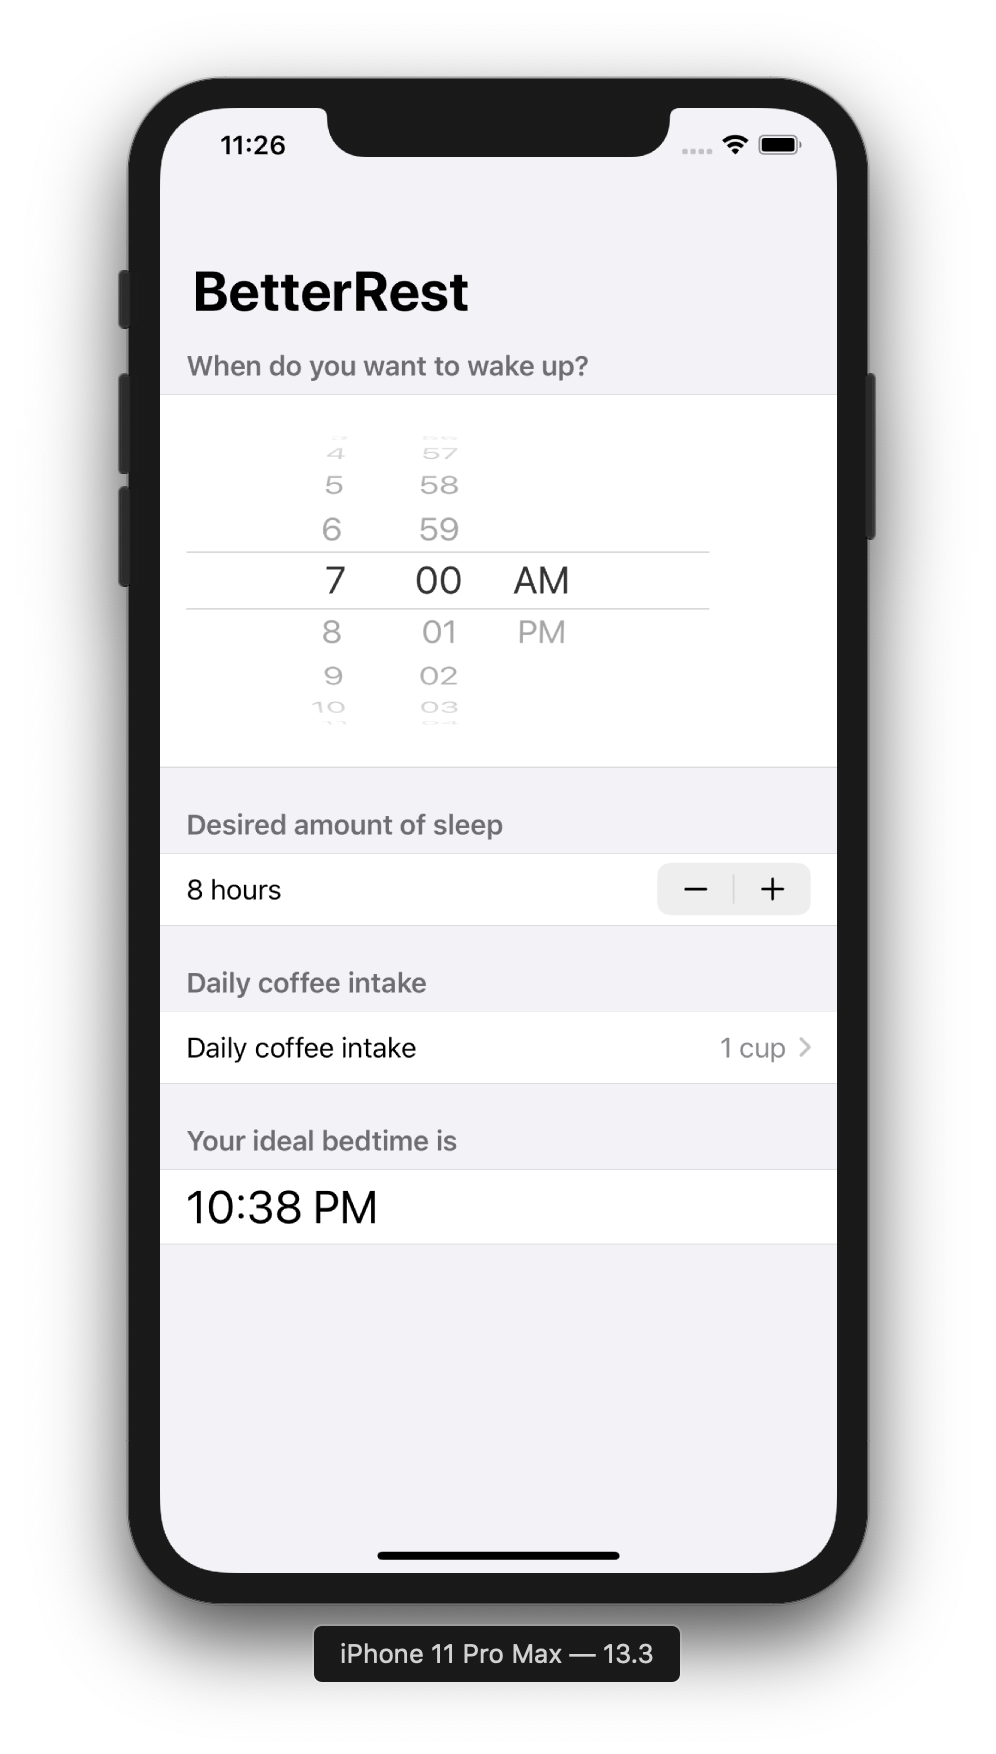 11:26
BetterRest
When do you want to wake up?
4 57
5 58
6 59
7 00 AM
8 01 PM
9 02
10 03
Desired amount of sleep
8 hours − +
Daily coffee intake
Daily coffee intake 1 cup
Your ideal bedtime is
10:38 PM
iPhone 11 Pro Max — 13.3